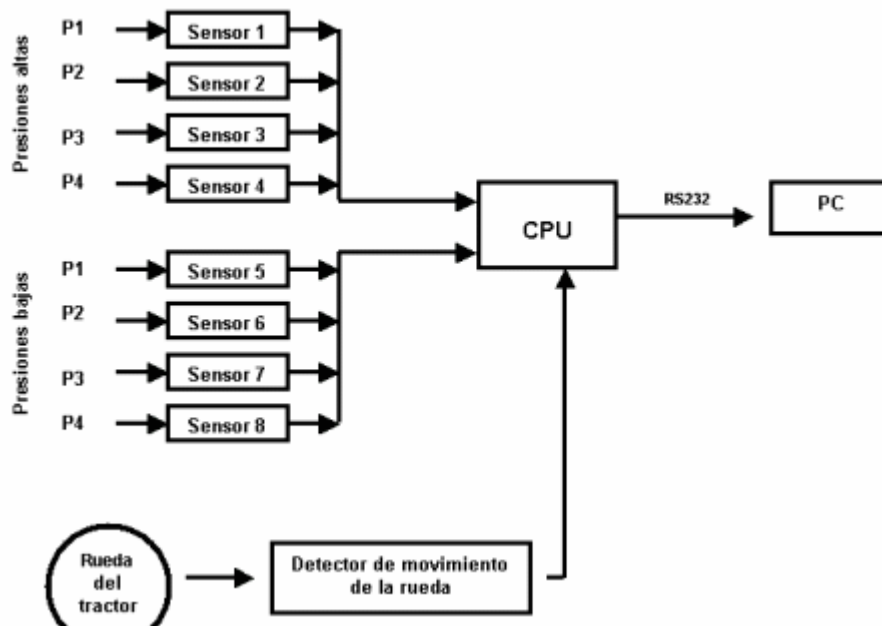 Presiones altas
P1
Sensor 1
P2
Sensor 2
P3
Sensor 3
P4
Sensor 4
CPU
RS232
PC
Presiones bajas
P1
Sensor 5
P2
Sensor 6
P3
Sensor 7
P4
Sensor 8
Rueda
del
tractor
Detector de movimiento
de la rueda